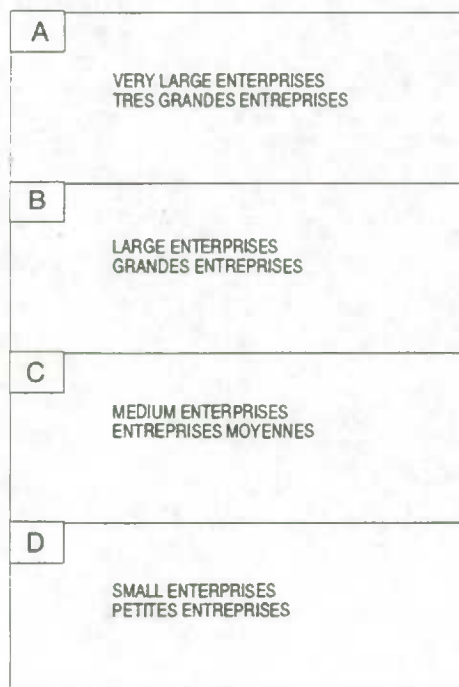 A
VERY LARGE ENTERPRISES
TRES GRANDES ENTREPRISES
B
LARGE ENTERPRISES
GRANDES ENTREPRISES
C
MEDIUM ENTERPRISES
ENTREPRISES MOYENNES
D
SMALL ENTERPRISES
PETITES ENTREPRISES